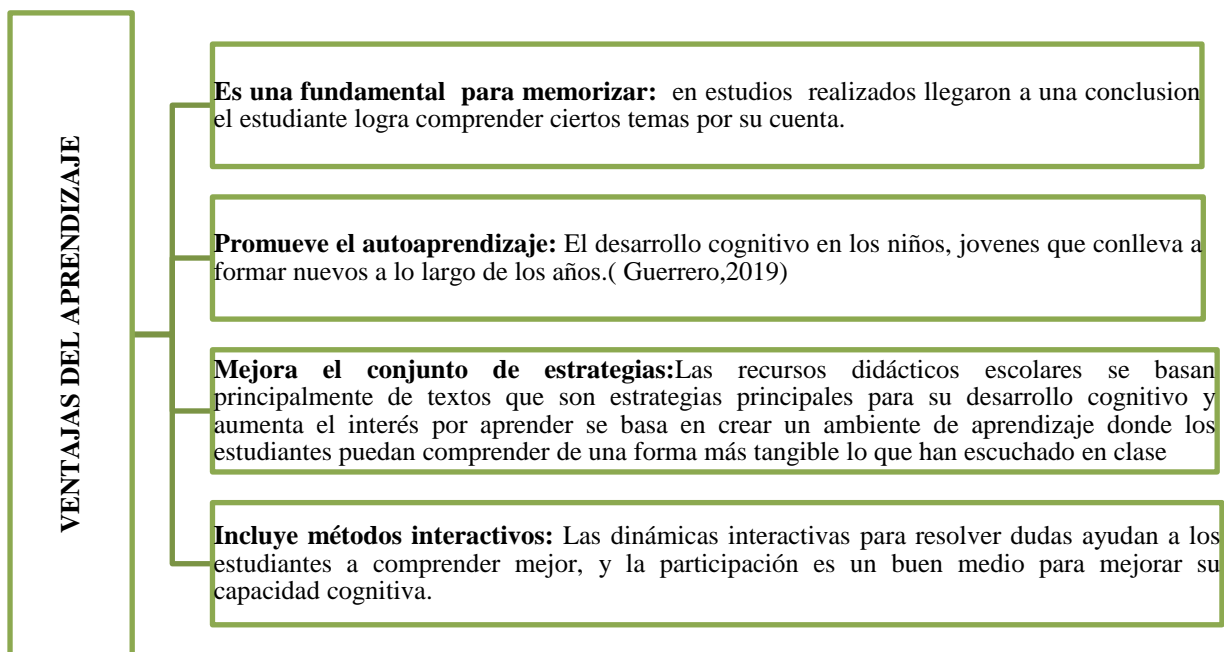 VENTAJAS DEL APRENDIZAJE
Es una fundamental para memorizar: en estudios realizados llegaron a una conclusion
el estudiante logra comprender ciertos temas por su cuenta.
Promueve el autoaprendizaje: El desarrollo cognitivo en los niños, jovenes que conlleva a
formar nuevos a lo largo de los años.( Guerrero,2019)
Mejora el conjunto de estrategias:Las recursos didácticos escolares se basan
principalmente de textos que son estrategias principales para su desarrollo cognitivo y
aumenta el interés por aprender se basa en crear un ambiente de aprendizaje donde los
estudiantes puedan comprender de una forma más tangible lo que han escuchado en clase
Incluye métodos interactivos: Las dinámicas interactivas para resolver dudas ayudan a los
estudiantes a comprender mejor, y la participación es un buen medio para mejorar su
capacidad cognitiva.